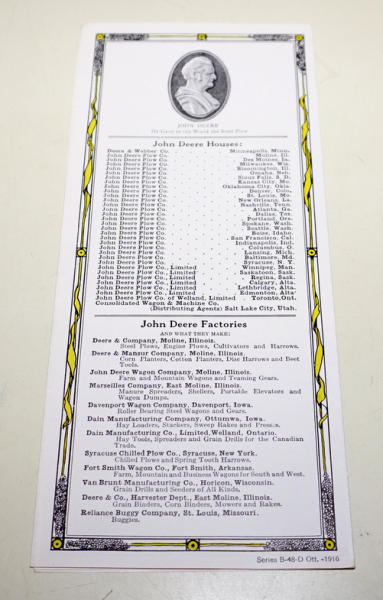 JOHN DEERE
He Gave to the World the Steel Plow
John Deere Houses:
Deere & Webber Co. . . . Minneapolis, Minn.
John Deere Plow Co. . . . Moline, Ill.
John Deere Plow Co. . . . Des Moines, Ia.
John Deere Plow Co. . . . Milwaukee, Wis.
John Deere Plow Co. . . . Bloomington, Ill.
John Deere Plow Co. . . . Omaha, Neb.
John Deere Plow Co. . . . Sioux Falls, S. D.
John Deere Plow Co. . . . Kansas City, Mo.
John Deere Plow Co. . . . Oklahoma City, Okla.
John Deere Plow Co. . . . Denver, Colo.
John Deere Plow Co. . . . St. Louis, Mo.
John Deere Plow Co. . . . New Orleans, La.
John Deere Plow Co. . . . Nashville, Tenn.
John Deere Plow Co. . . . Atlanta, Ga.
John Deere Plow Co. . . . Dallas, Tex.
John Deere Plow Co. . . . Portland, Ore.
John Deere Plow Co. . . . Spokane, Wash.
John Deere Plow Co. . . . Seattle, Wash.
John Deere Plow Co. . . . Boise, Idaho.
John Deere Plow Co. . . . San Francisco, Cal.
John Deere Plow Co. . . . Indianapolis, Ind.
John Deere Plow Co. . . . Columbus, O.
John Deere Plow Co. . . . Lansing, Mich.
John Deere Plow Co. . . . Baltimore, Md.
John Deere Plow Co. . . . Syracuse, N. Y.
John Deere Plow Co., Limited . . Winnipeg, Man.
John Deere Plow Co., Limited . . Saskatoon, Sask.
John Deere Plow Co., Limited . . Regina, Sask.
John Deere Plow Co., Limited . . Calgary, Alta.
John Deere Plow Co., Limited . . Lethbridge, Alta.
John Deere Plow Co., Limited . . Edmonton, Alta.
John Deere Plow Co. of Welland, Limited . Toronto, Ont.
Consolidated Wagon & Machine Co.
(Distributing Agents) Salt Lake City, Utah.
John Deere Factories
AND WHAT THEY MAKE:
Deere & Company, Moline, Illinois.
Steel Plows, Engine Plows, Cultivators and Harrows.
Deere & Mansur Company, Moline, Illinois.
Corn Planters, Cotton Planters, Disc Harrows and Beet
Tools.
John Deere Wagon Company, Moline, Illinois.
Farm and Mountain Wagons and Teaming Gears.
Marseilles Company, East Moline, Illinois.
Manure Spreaders, Shellers, Portable Elevators and
Wagon Dumps.
Davenport Wagon Company, Davenport, Iowa.
Roller Bearing Steel Wagons and Gears.
Dain Manufacturing Company, Ottumwa, Iowa.
Hay Loaders, Stackers, Sweep Rakes and Presses.
Dain Manufacturing Co., Limited, Welland, Ontario.
Hay Tools, Spreaders and Grain Drills for the Canadian
Trade.
Syracuse Chilled Plow Co., Syracuse, New York.
Chilled Plows and Spring Tooth Harrows.
Fort Smith Wagon Co., Fort Smith, Arkansas.
Farm, Mountain and Business Wagons for South and West.
Van Brunt Manufacturing Co., Horicon, Wisconsin.
Grain Drills and Seeders of All Kinds.
Deere & Co., Harvester Dept., East Moline, Illinois.
Grain Binders, Corn Binders, Mowers and Rakes.
Reliance Buggy Company, St. Louis, Missouri.
Buggies.
Series B-48-D Ott. -1916